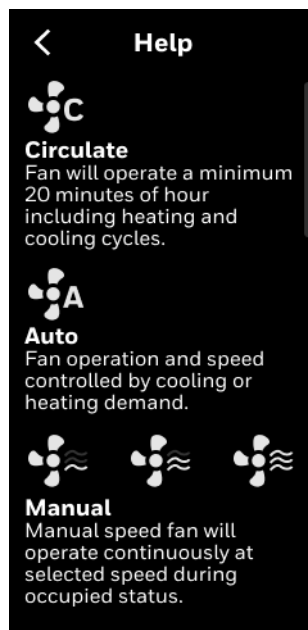 Help
C
Circulate
Fan will operate a minimum
20 minutes of hour
including heating and
cooling cycles.
A
Auto
Fan operation and speed
controlled by cooling or
heating demand.
Manual
Manual speed fan will
operate continuously at
selected speed during
occupied status.